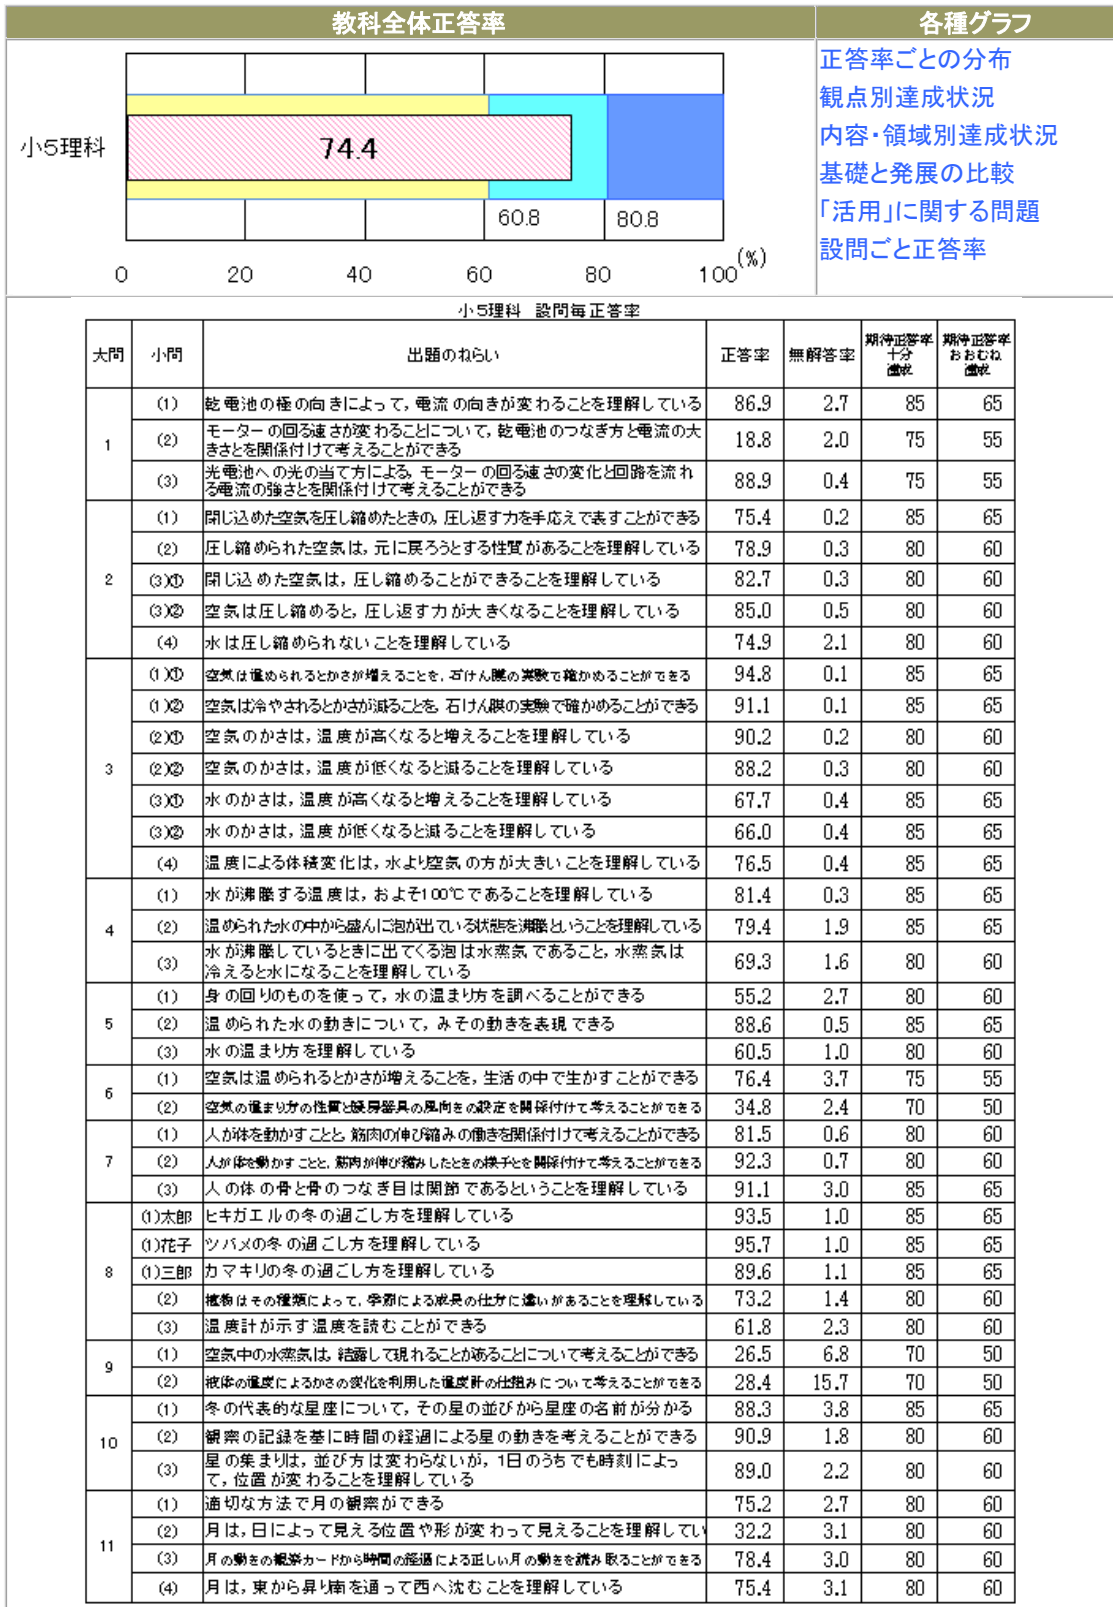 教科全体正答率 各種グラフ
正答率ごとの分布
観点別達成状況
内容・領域別達成状況
基礎と発展の比較
「活用」に関する問題
設問ごと正答率
小5理科 74.4
60.8 80.8
0 20 40 60 80 100 (%)
小5理科 設問毎正答率
大問 小問 出題のねらい 正答率 無解答率 期待正答率 十分達成 期待正答率 おおむね達成
1 (1) 乾電池の極の向きによって，電流の向きが変わることを理解している 86.9 2.7 85 65
(2) モーターの回る速さが変わることについて，乾電池のつなぎ方と電流の大
きさとを関係付けて考えることができる 18.8 2.0 75 55
(3) 光電池への光の当て方による，モーターの回る速さの変化と回路を流れ
る電流の強さとを関係付けて考えることができる 88.9 0.4 75 55
2 (1) 閉じ込めた空気を圧し縮めたときの，圧し返す力を手応えで表すことができる 75.4 0.2 85 65
(2) 圧し縮められた空気は，元に戻ろうとする性質があることを理解している 78.9 0.3 80 60
(3)① 閉じ込めた空気は，圧し縮めることができることを理解している 82.7 0.3 80 60
(3)② 空気は圧し縮めると，圧し返す力が大きくなることを理解している 85.0 0.5 80 60
(4) 水は圧し縮められないことを理解している 74.9 2.1 80 60
3 (1)① 空気は温められるとかさが増えることを，石けん膜の実験で確かめることができる 94.8 0.1 85 65
(1)② 空気は冷やされるとかさが減ることを，石けん膜の実験で確かめることができる 91.1 0.1 85 65
(2)① 空気のかさは，温度が高くなると増えることを理解している 90.2 0.2 80 60
(2)② 空気のかさは，温度が低くなると減ることを理解している 88.2 0.3 80 60
(3)① 水のかさは，温度が高くなると増えることを理解している 67.7 0.4 85 65
(3)② 水のかさは，温度が低くなると減ることを理解している 66.0 0.4 85 65
(4) 温度による体積変化は，水より空気の方が大きいことを理解している 76.5 0.4 85 65
4 (1) 水が沸騰する温度は，およそ100℃であることを理解している 81.4 0.3 85 65
(2) 温められた水の中から盛んに泡が出ている状態を沸騰ということを理解している 79.4 1.9 85 65
(3) 水が沸騰しているときに出てくる泡は水蒸気であること，水蒸気は
冷えると水になることを理解している 69.3 1.6 80 60
5 (1) 身の回りのものを使って，水の温まり方を調べることができる 55.2 2.7 80 60
(2) 温められた水の動きについて，みその動きを表現できる 88.6 0.5 85 65
(3) 水の温まり方を理解している 60.5 1.0 80 60
6 (1) 空気は温められるとかさが増えることを，生活の中で生かすことができる 76.4 3.7 75 55
(2) 空気の温まり方の性質と暖房器具の風向きの設定を関係付けて考えることができる 34.8 2.4 70 50
7 (1) 人が体を動かすことと，筋肉の伸び縮みの働きを関係付けて考えることができる 81.5 0.6 80 60
(2) 人が体を動かすことと，筋肉が伸び縮みしたときの様子とを関係付けて考えることができる 92.3 0.7 80 60
(3) 人の体の骨と骨のつなぎ目は関節であるということを理解している 91.1 3.0 85 65
8 (1)太郎 ヒキガエルの冬の過ごし方を理解している 93.5 1.0 85 65
(1)花子 ツバメの冬の過ごし方を理解している 95.7 1.0 85 65
(1)三郎 カマキリの冬の過ごし方を理解している 89.6 1.1 85 65
(2) 植物はその種類によって，季節による成長の仕方に違いがあることを理解している 73.2 1.4 80 60
(3) 温度計が示す温度を読むことができる 61.8 2.3 80 60
9 (1) 空気中の水蒸気は，結露して現れることがあることについて考えることができる 26.5 6.8 70 50
(2) 液体の温度によるかさの変化を利用した温度計の仕組みについて考えることができる 28.4 15.7 70 50
10 (1) 冬の代表的な星座について，その星の並びから星座の名前が分かる 88.3 3.8 85 65
(2) 観察の記録を基に時間の経過による星の動きを考えることができる 90.9 1.8 80 60
(3) 星の集まりは，並び方は変わらないが，1日のうちでも時刻によっ
て，位置が変わることを理解している 89.0 2.2 80 60
11 (1) 適切な方法で月の観察ができる 75.2 2.7 80 60
(2) 月は，日によって見える位置や形が変わって見えることを理解してい 32.2 3.1 80 60
(3) 月の動きの観察カードから時間の経過による正しい月の動きを読み取ることができる 78.4 3.0 80 60
(4) 月は，東から昇り南を通って西へ沈むことを理解している 75.4 3.1 80 60